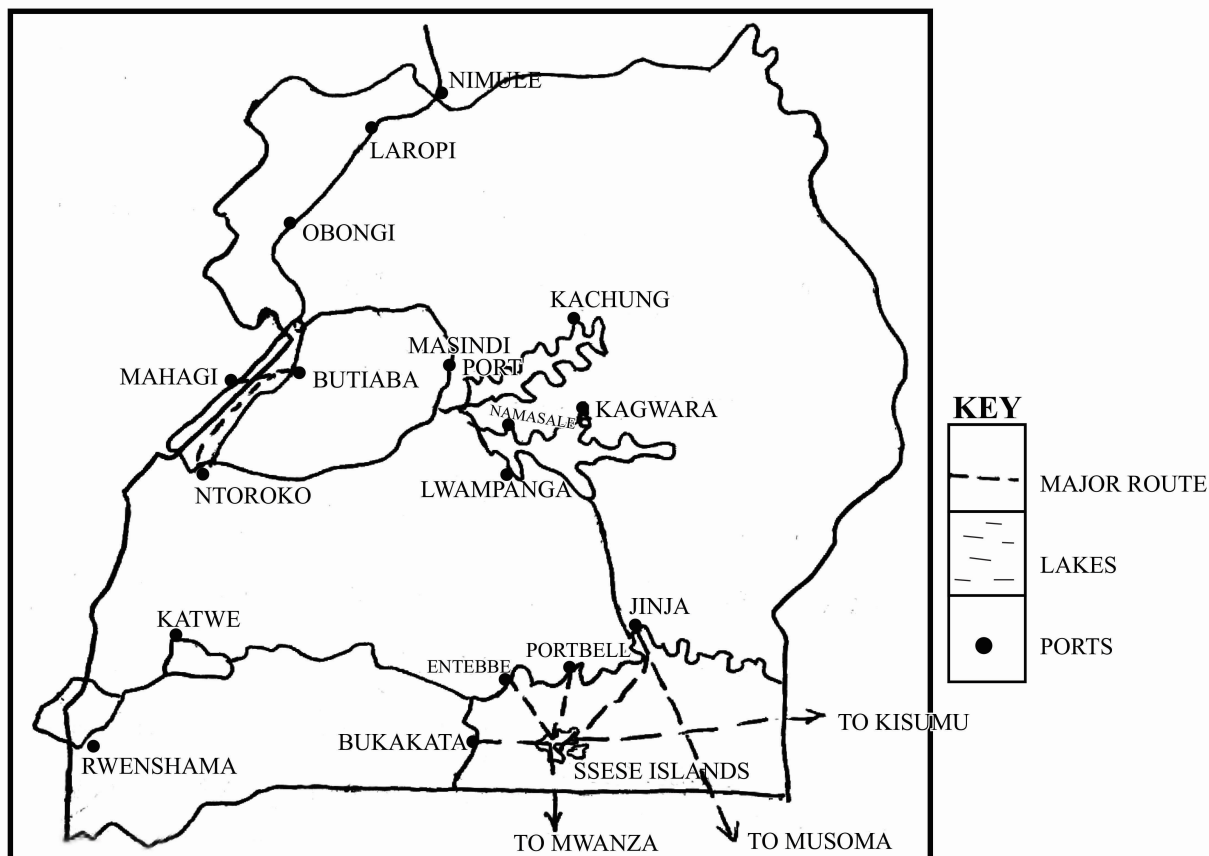 NIMULE
LAROPI
OBONGI
KACHUNG
MASINDI
PORT
MAHAGI
BUTIABA
NAMASALE
KAGWARA
NTOROKO
LWAMPANGA
KEY
MAJOR ROUTE
LAKES
PORTS
KATWE
JINJA
ENTEBBE
PORTBELL
BUKAKATA
TO KISUMU
RWENSHAMA
SSESE ISLANDS
TO MWANZA
TO MUSOMA